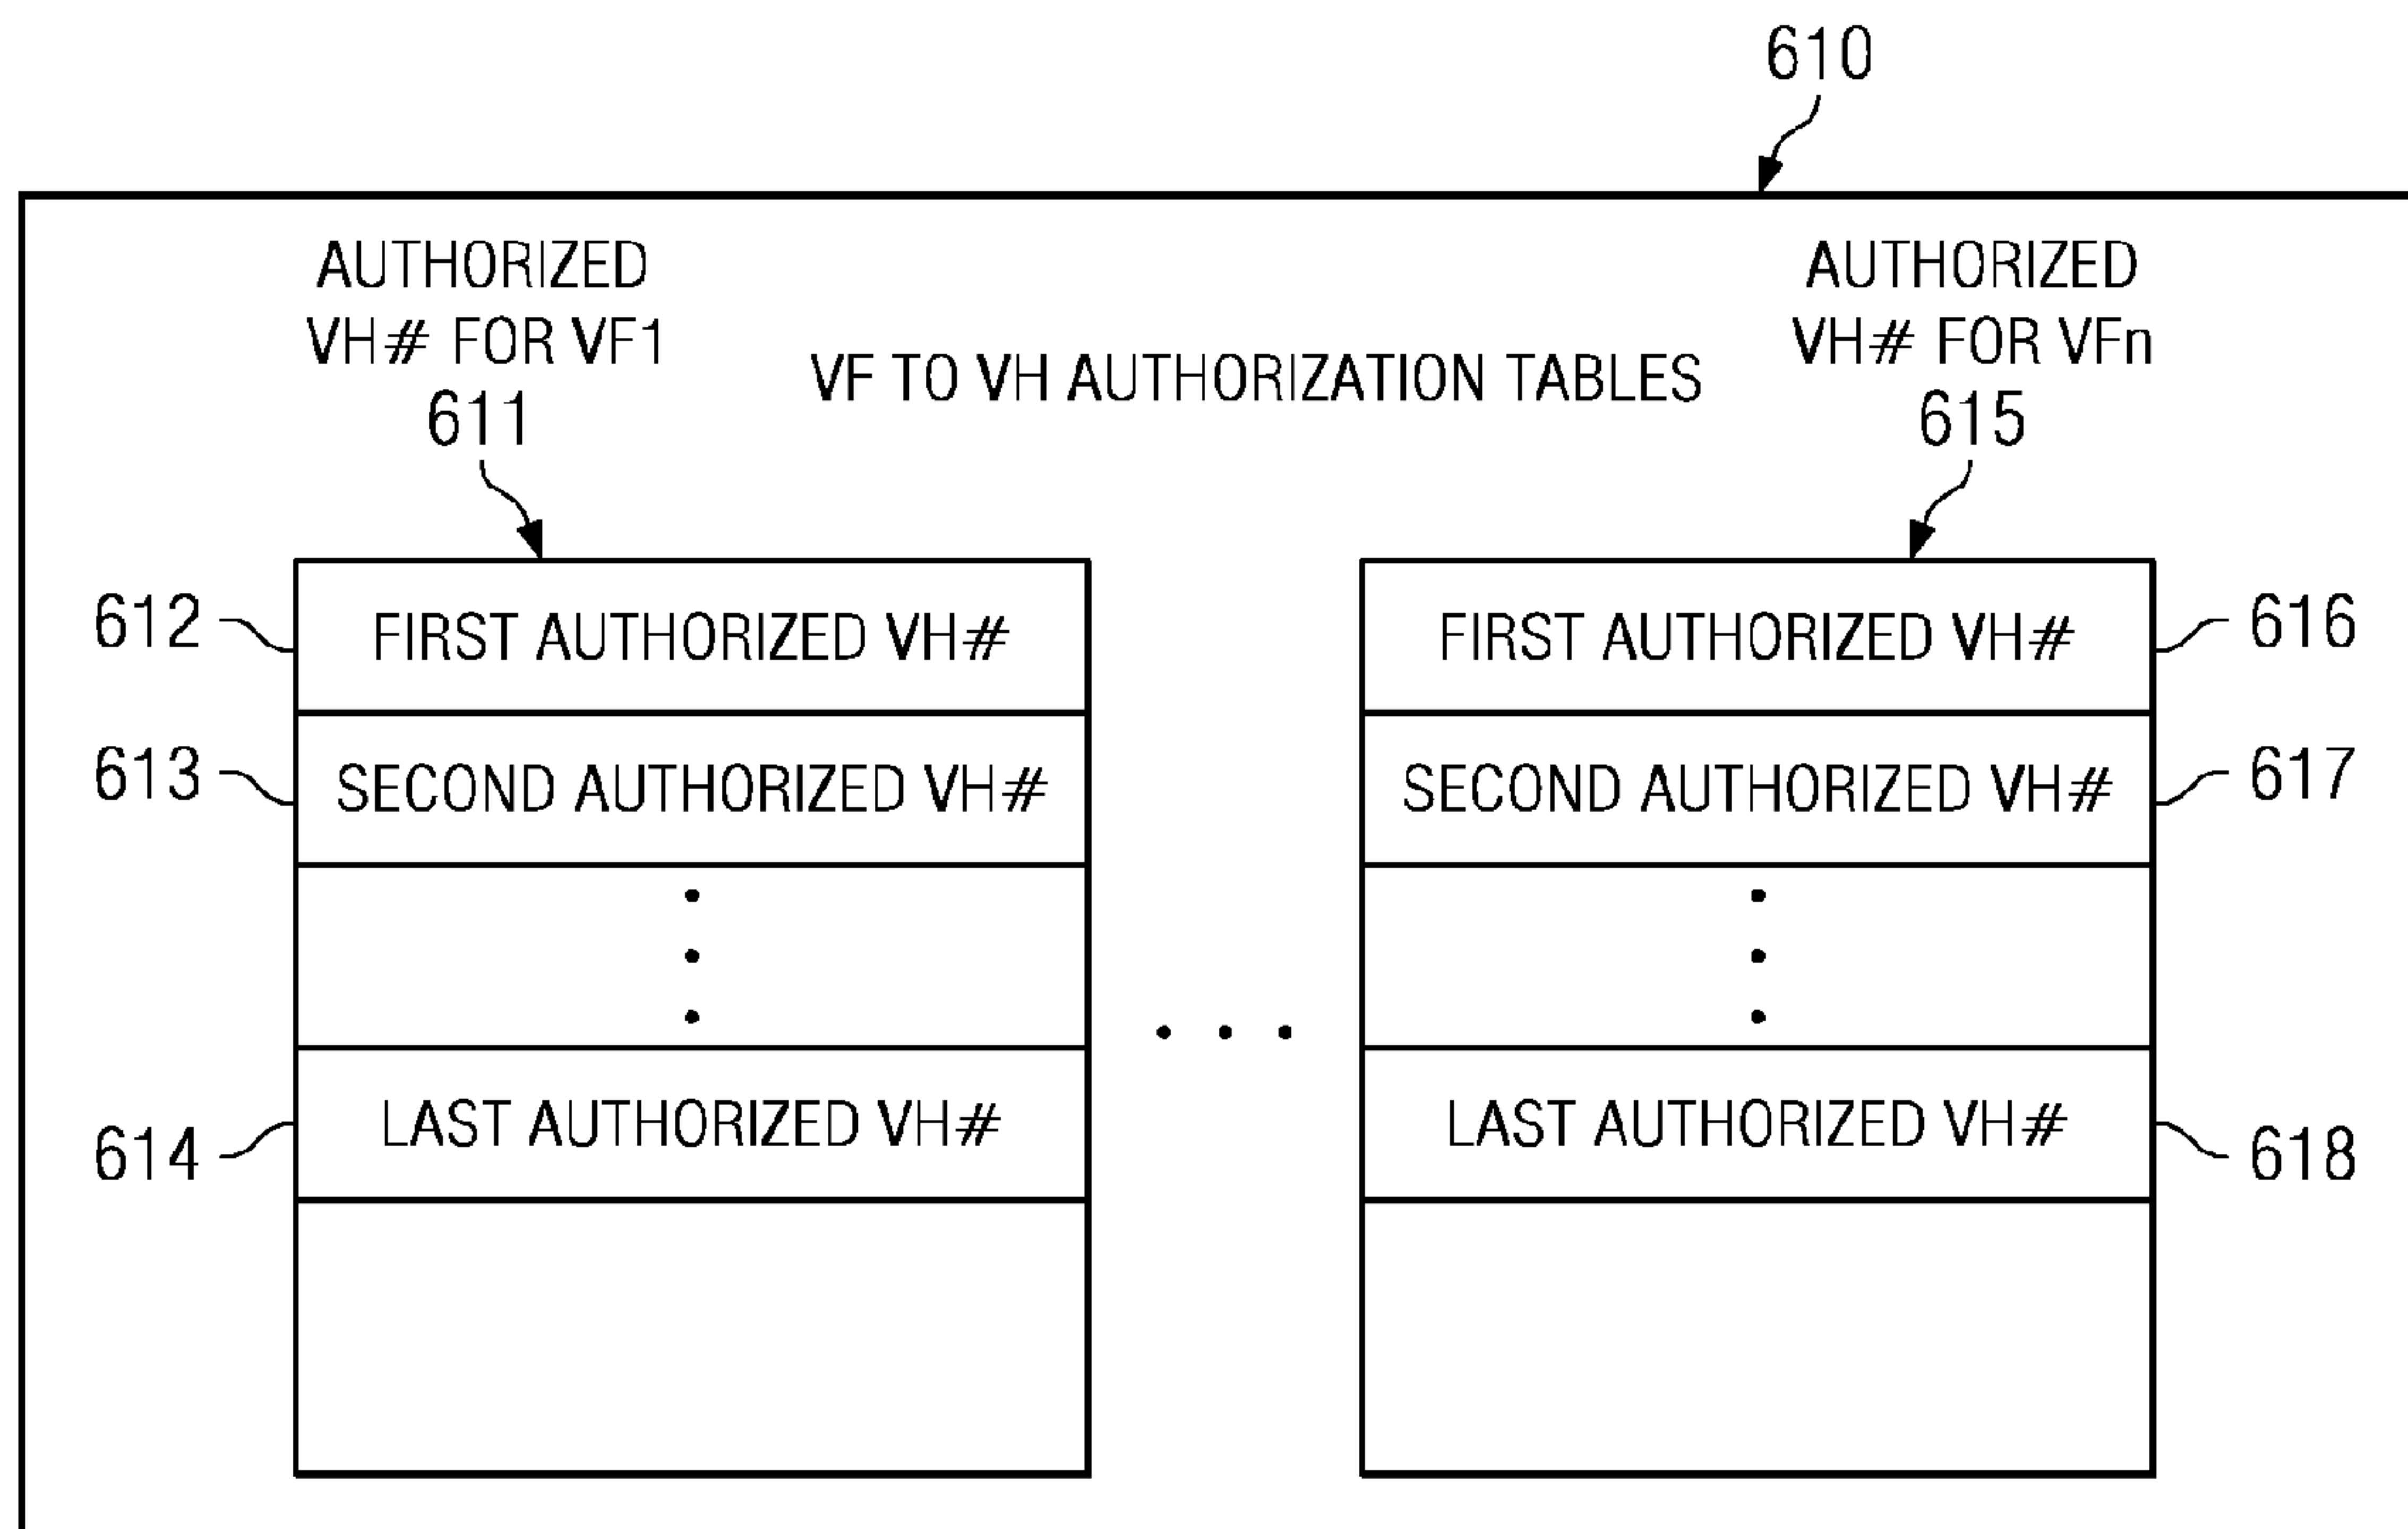 610
AUTHORIZED
VH# FOR VF1
611
VF TO VH AUTHORIZATION TABLES
AUTHORIZED
VH# FOR VFn
615
612
FIRST AUTHORIZED VH#
613
SECOND AUTHORIZED VH#
614
LAST AUTHORIZED VH#
. . .
FIRST AUTHORIZED VH#
616
SECOND AUTHORIZED VH#
617
LAST AUTHORIZED VH#
618